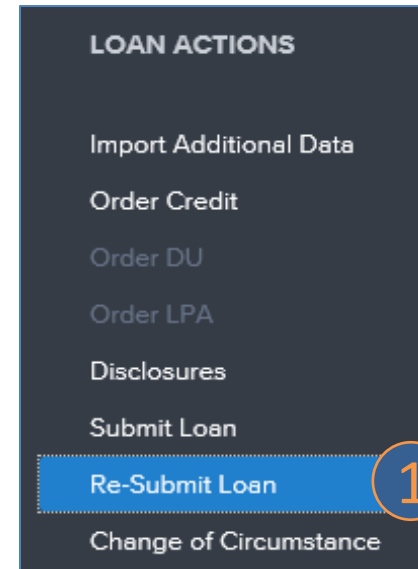 LOAN ACTIONS
Import Additional Data
Order Credit
Order DU
Order LPA
Disclosures
Submit Loan
Re-Submit Loan 1
Change of Circumstance